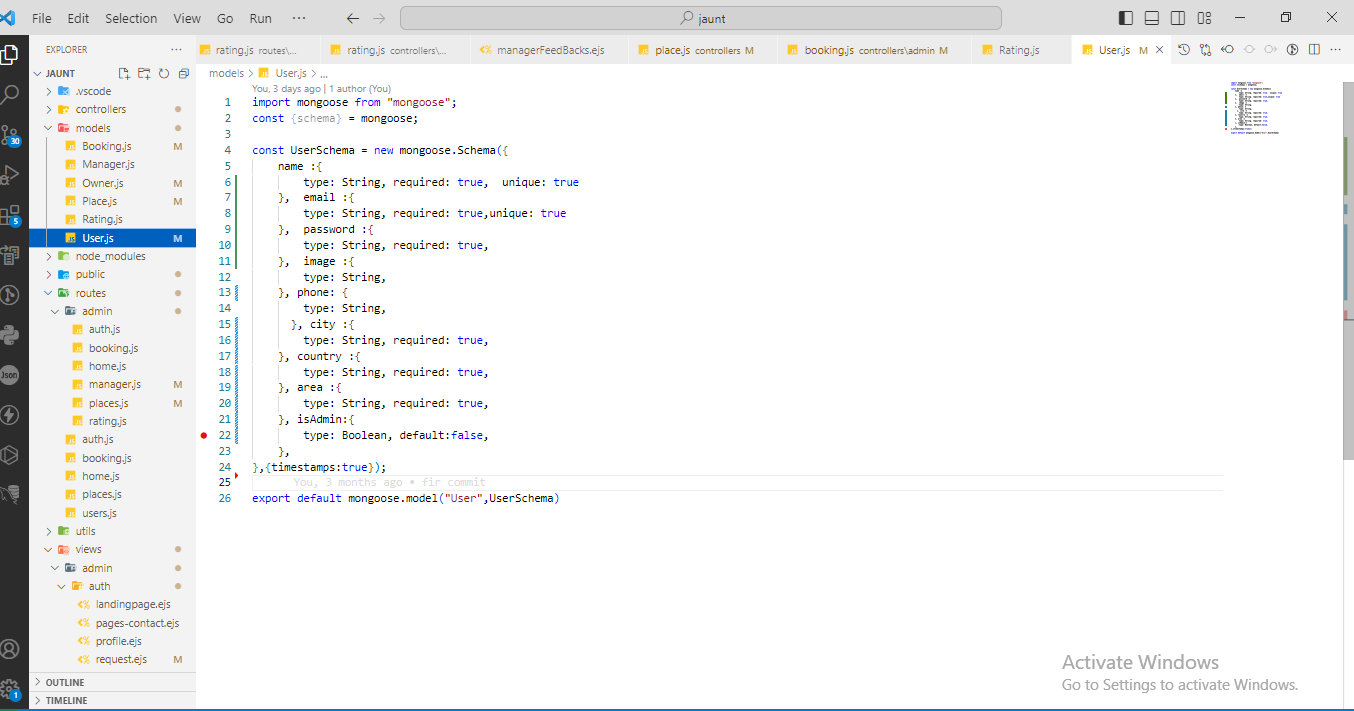 File Edit Selection View Go Run ··· jaunt
EXPLORER ···
rating.js routes\... rating.js controllers\... managerFeedBacks.ejs place.js controllers M booking.js controllers\admin M Rating.js User.js M
JAUNT
models > User.js > ...
.vscode
controllers
models
Booking.js M
Manager.js
Owner.js M
Place.js M
Rating.js
User.js M
node_modules
public
routes
admin
auth.js
booking.js
home.js
manager.js M
places.js M
rating.js
auth.js
booking.js
home.js
places.js
users.js
utils
views
admin
auth
landingpage.ejs
pages-contact.ejs
profile.ejs
request.ejs M
OUTLINE
TIMELINE
30
5
Json
1
You, 3 days ago | 1 author (You)
1 import mongoose from "mongoose";
2 const {schema} = mongoose;
3
4 const UserSchema = new mongoose.Schema({
5 name :{
6 type: String, required: true, unique: true
7 }, email :{
8 type: String, required: true,unique: true
9 }, password :{
10 type: String, required: true,
11 }, image :{
12 type: String,
13 }, phone: {
14 type: String,
15 }, city :{
16 type: String, required: true,
17 }, country :{
18 type: String, required: true,
19 }, area :{
20 type: String, required: true,
21 }, isAdmin:{
22 type: Boolean, default:false,
23 },
24 },{timestamps:true});
25 You, 3 months ago • fir commit
26 export default mongoose.model("User",UserSchema)
Activate Windows
Go to Settings to activate Windows.